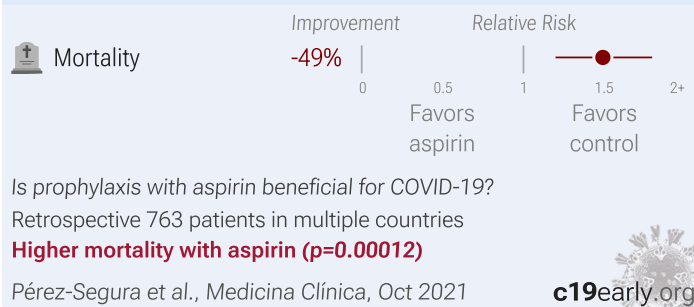 Improvement Relative Risk
Mortality -49%
0 0.5 1 1.5 2+
Favors Favors
aspirin control
Is prophylaxis with aspirin beneficial for COVID-19?
Retrospective 763 patients in multiple countries
Higher mortality with aspirin (p=0.00012)
Pérez-Segura et al., Medicina Clínica, Oct 2021 c19early.org